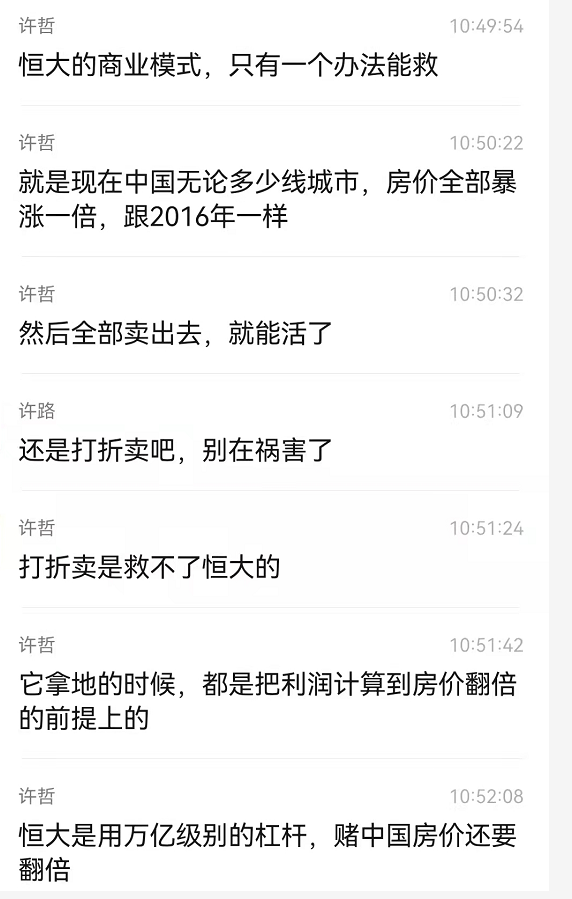 许哲 10:49:54
恒大的商业模式，只有一个办法能救
许哲 10:50:22
就是现在中国无论多少线城市，房价全部暴
涨一倍，跟2016年一样
许哲 10:50:32
然后全部卖出去，就能活了
许路 10:51:09
还是打折卖吧，别在祸害了
许哲 10:51:24
打折卖是救不了恒大的
许哲 10:51:42
它拿地的时候，都是把利润计算到房价翻倍
的前提上的
许哲 10:52:08
恒大是用万亿级别的杠杆，赌中国房价还要
翻倍